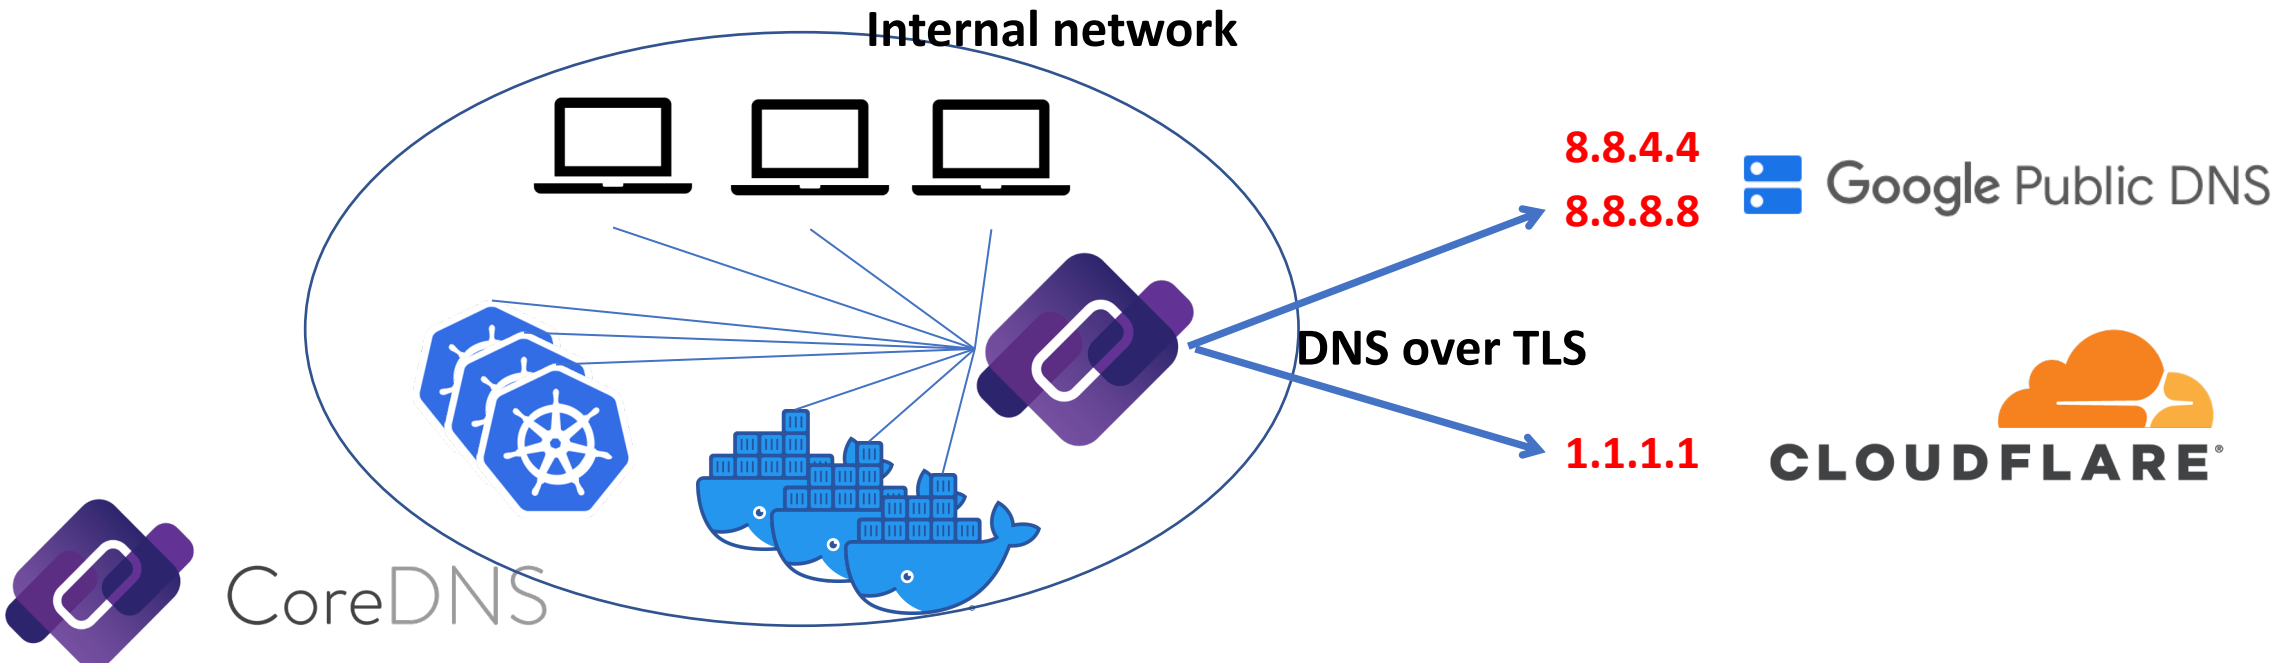 Internal network
8.8.4.4
8.8.8.8
Google Public DNS
DNS over TLS
1.1.1.1
CLOUDFLARE®
CoreDNS